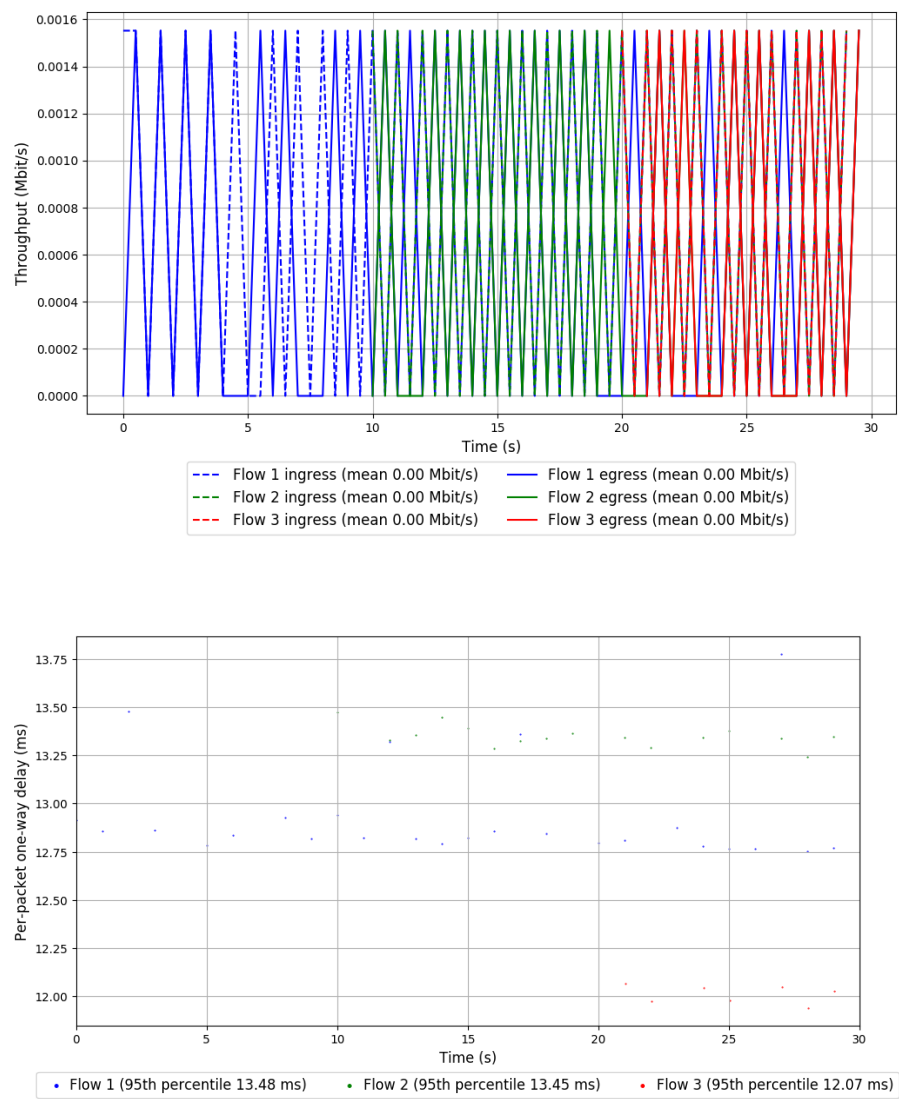 0.0016
0.0014
0.0012
0.0010
0.0008
0.0006
0.0004
0.0002
0.0000
Throughput (Mbit/s)
0 5 10 15 20 25 30
Time (s)
Flow 1 ingress (mean 0.00 Mbit/s) Flow 1 egress (mean 0.00 Mbit/s)
Flow 2 ingress (mean 0.00 Mbit/s) Flow 2 egress (mean 0.00 Mbit/s)
Flow 3 ingress (mean 0.00 Mbit/s) Flow 3 egress (mean 0.00 Mbit/s)
13.75
13.50
13.25
13.00
12.75
12.50
12.25
12.00
Per-packet one-way delay (ms)
0 5 10 15 20 25 30
Time (s)
Flow 1 (95th percentile 13.48 ms) Flow 2 (95th percentile 13.45 ms) Flow 3 (95th percentile 12.07 ms)